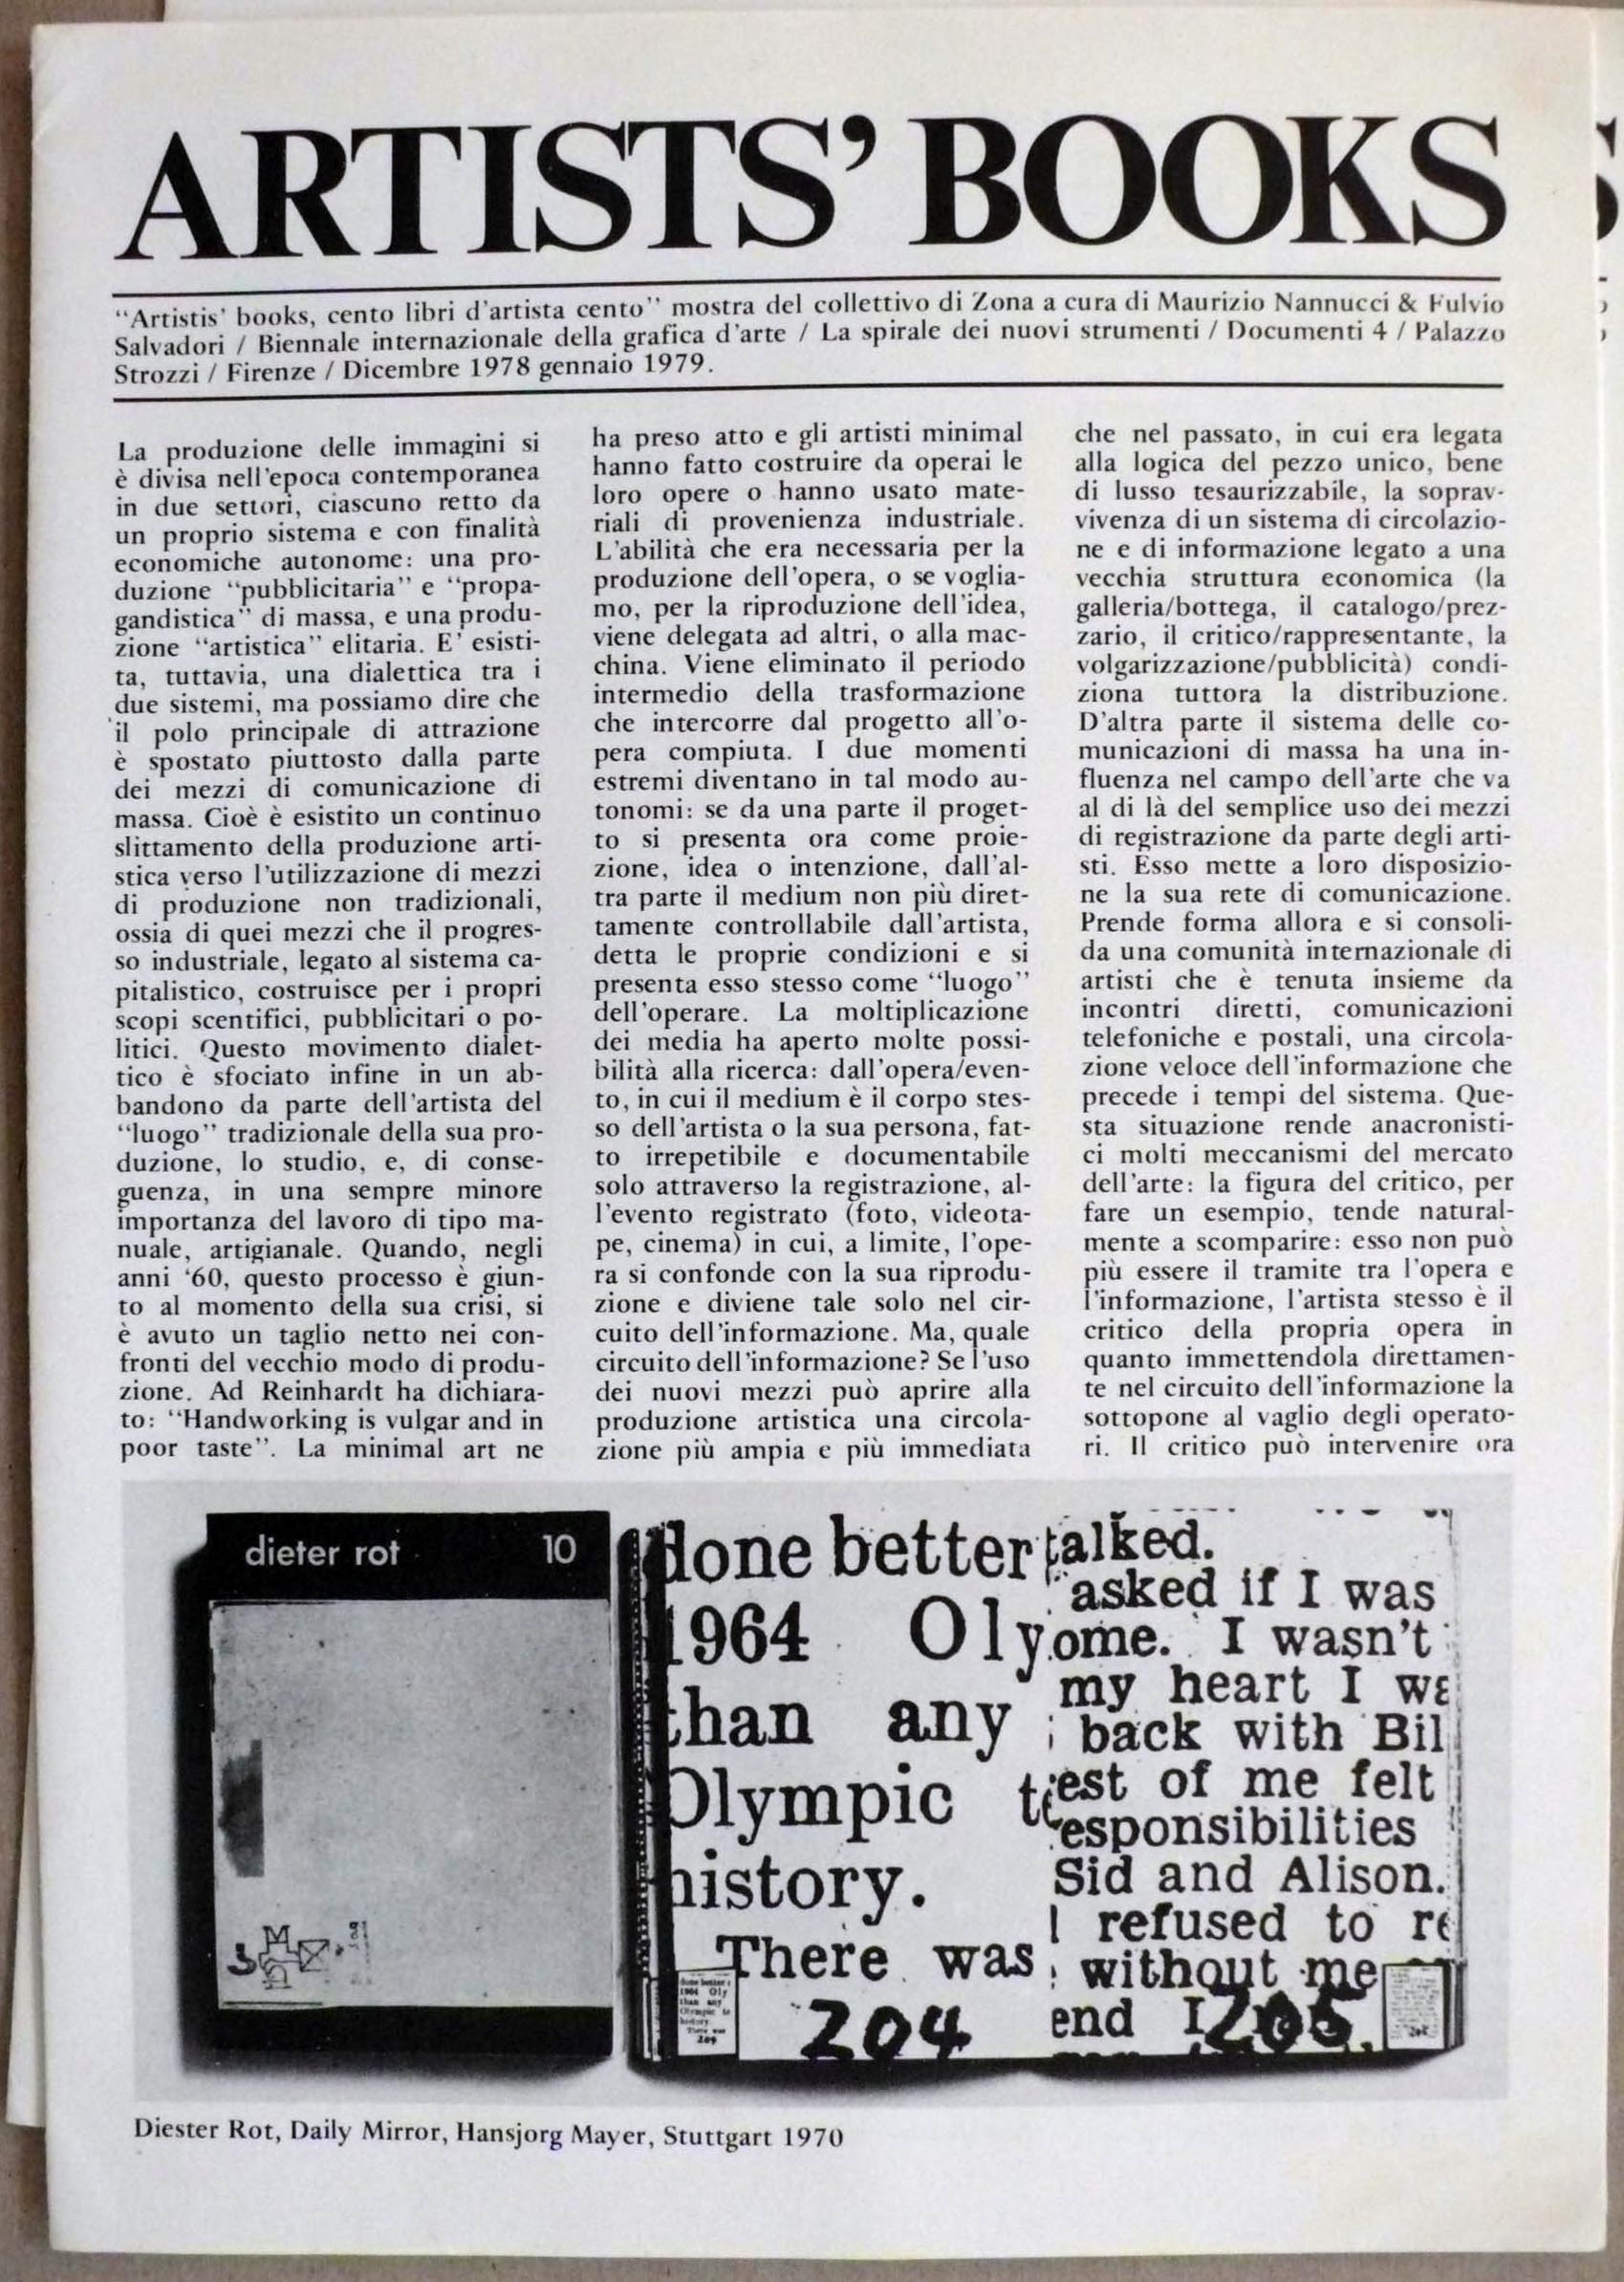 ARTISTS' BOOKS
"Artistis' books, cento libri d'artista cento" mostra del collettivo di Zona a cura di Maurizio Nannucci & Fulvio
Salvadori / Biennale internazionale della grafica d'arte / La spirale dei nuovi strumenti / Documenti 4 / Palazzo
Strozzi / Firenze / Dicembre 1978 gennaio 1979.
La produzione delle immagini si
è divisa nell'epoca contemporanea
in due settori, ciascuno retto da
un proprio sistema e con finalità
economiche autonome: una pro-
duzione "pubblicitaria" e "propa-
gandistica" di massa, e una produ-
zione "artistica" elitaria. E' esisti-
ta, tuttavia, una dialettica tra i
due sistemi, ma possiamo dire che
il polo principale di attrazione
è spostato piuttosto dalla parte
dei mezzi di comunicazione di
massa. Cioè è esistito un continuo
slittamento della produzione arti-
stica verso l'utilizzazione di mezzi
di produzione non tradizionali,
ossia di quei mezzi che il progres-
so industriale, legato al sistema ca-
pitalistico, costruisce per i propri
scopi scentifici, pubblicitari o po-
litici. Questo movimento dialet-
tico è sfociato infine in un ab-
bandono da parte dell'artista del
"luogo" tradizionale della sua pro-
duzione, lo studio, e, di conse-
guenza, in una sempre minore
importanza del lavoro di tipo ma-
nuale, artigianale. Quando, negli
anni '60, questo processo è giun-
to al momento della sua crisi, si
è avuto un taglio netto nei con-
fronti del vecchio modo di produ-
zione. Ad Reinhardt ha dichiara-
to: "Handworking is vulgar and in
poor taste". La minimal art ne
ha preso atto e gli artisti minimal
hanno fatto costruire da operai le
loro opere o hanno usato mate-
riali di provenienza industriale.
L'abilità che era necessaria per la
produzione dell'opera, o se voglia-
mo, per la riproduzione dell'idea,
viene delegata ad altri, o alla mac-
china. Viene eliminato il periodo
intermedio della trasformazione
che intercorre dal progetto all'o-
pera compiuta. I due momenti
estremi diventano in tal modo au-
tonomi: se da una parte il proget-
to si presenta ora come proie-
zione, idea o intenzione, dall'al-
tra parte il medium non più diret-
tamente controllabile dall'artista,
detta le proprie condizioni e si
presenta esso stesso come "luogo"
dell'operare. La moltiplicazione
dei media ha aperto molte possi-
bilità alla ricerca: dall'opera/even-
to, in cui il medium è il corpo stes-
so dell'artista o la sua persona, fat-
to irrepetibile e documentabile
solo attraverso la registrazione, al-
l'evento registrato (foto, videota-
pe, cinema) in cui, a limite, l'ope-
ra si confonde con la sua riprodu-
zione e diviene tale solo nel cir-
cuito dell'informazione. Ma, quale
circuito dell'informazione? Se l'uso
dei nuovi mezzi può aprire alla
produzione artistica una circola-
zione più ampia e più immediata
che nel passato, in cui era legata
alla logica del pezzo unico, bene
di lusso tesaurizzabile, la soprav-
vivenza di un sistema di circolazio-
ne e di informazione legato a una
vecchia struttura economica (la
galleria/bottega, il catalogo/prez-
zario, il critico/rappresentante, la
volgarizzazione/pubblicità) condi-
ziona tuttora la distribuzione.
D'altra parte il sistema delle co-
municazioni di massa ha una in-
fluenza nel campo dell'arte che va
al di là del semplice uso dei mezzi
di registrazione da parte degli arti-
sti. Esso mette a loro disposizio-
ne la sua rete di comunicazione.
Prende forma allora e si consoli-
da una comunità internazionale di
artisti che è tenuta insieme da
incontri diretti, comunicazioni
telefoniche e postali, una circola-
zione veloce dell'informazione che
precede i tempi del sistema. Que-
sta situazione rende anacronisti-
ci molti meccanismi del mercato
dell'arte: la figura del critico, per
fare un esempio, tende natural-
mente a scomparire: esso non può
più essere il tramite tra l'opera e
l'informazione, l'artista stesso è il
critico della propria opera in
quanto immettendola direttamen-
te nel circuito dell'informazione la
sottopone al vaglio degli operato-
ri. Il critico può intervenire ora
dieter rot 10
done better
1964 Oly
than any
Olympic t
history.
There was
204
talked.
asked if I was
ome. I wasn't
my heart I we
back with Bil
est of me felt
esponsibilities
Sid and Alison.
I refused to re
without me
end I
205
Diester Rot, Daily Mirror, Hansjorg Mayer, Stuttgart 1970